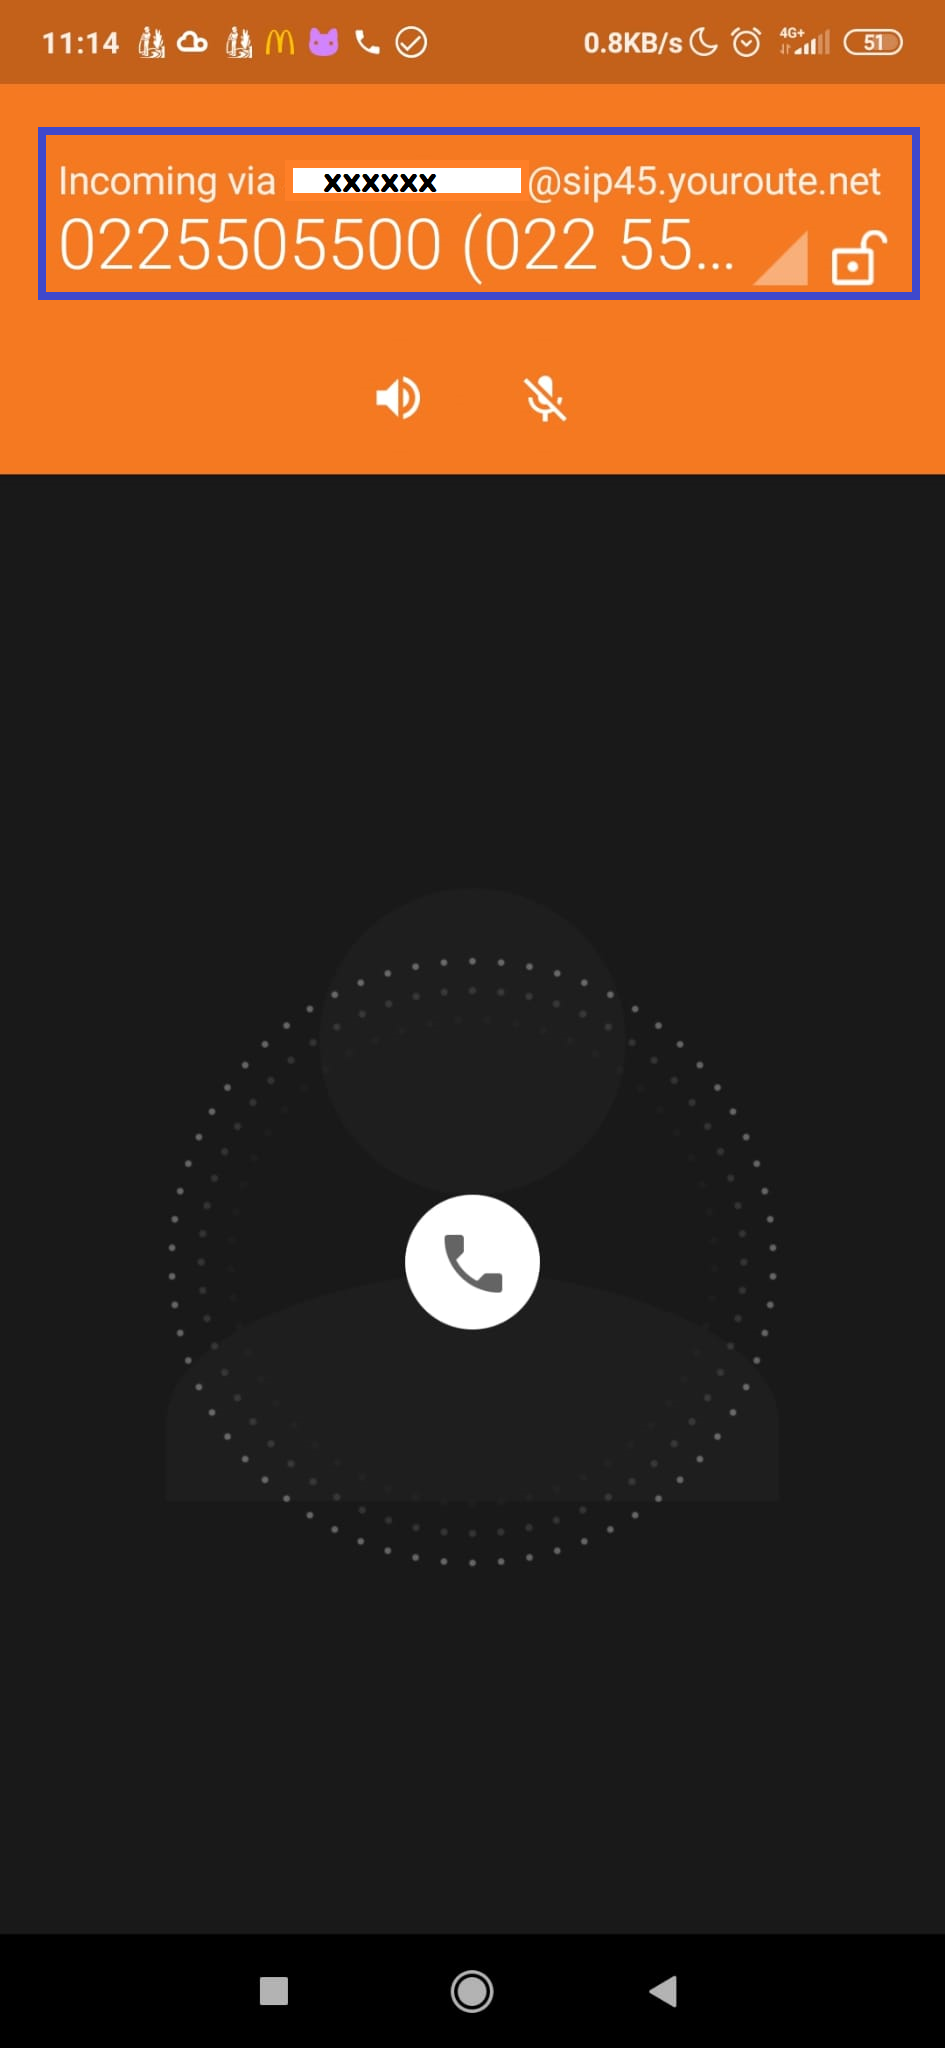 11:14 0.8KB/s 4G+ 51
Incoming via xxxxxx @sip45.youroute.net
0225505500 (022 55...